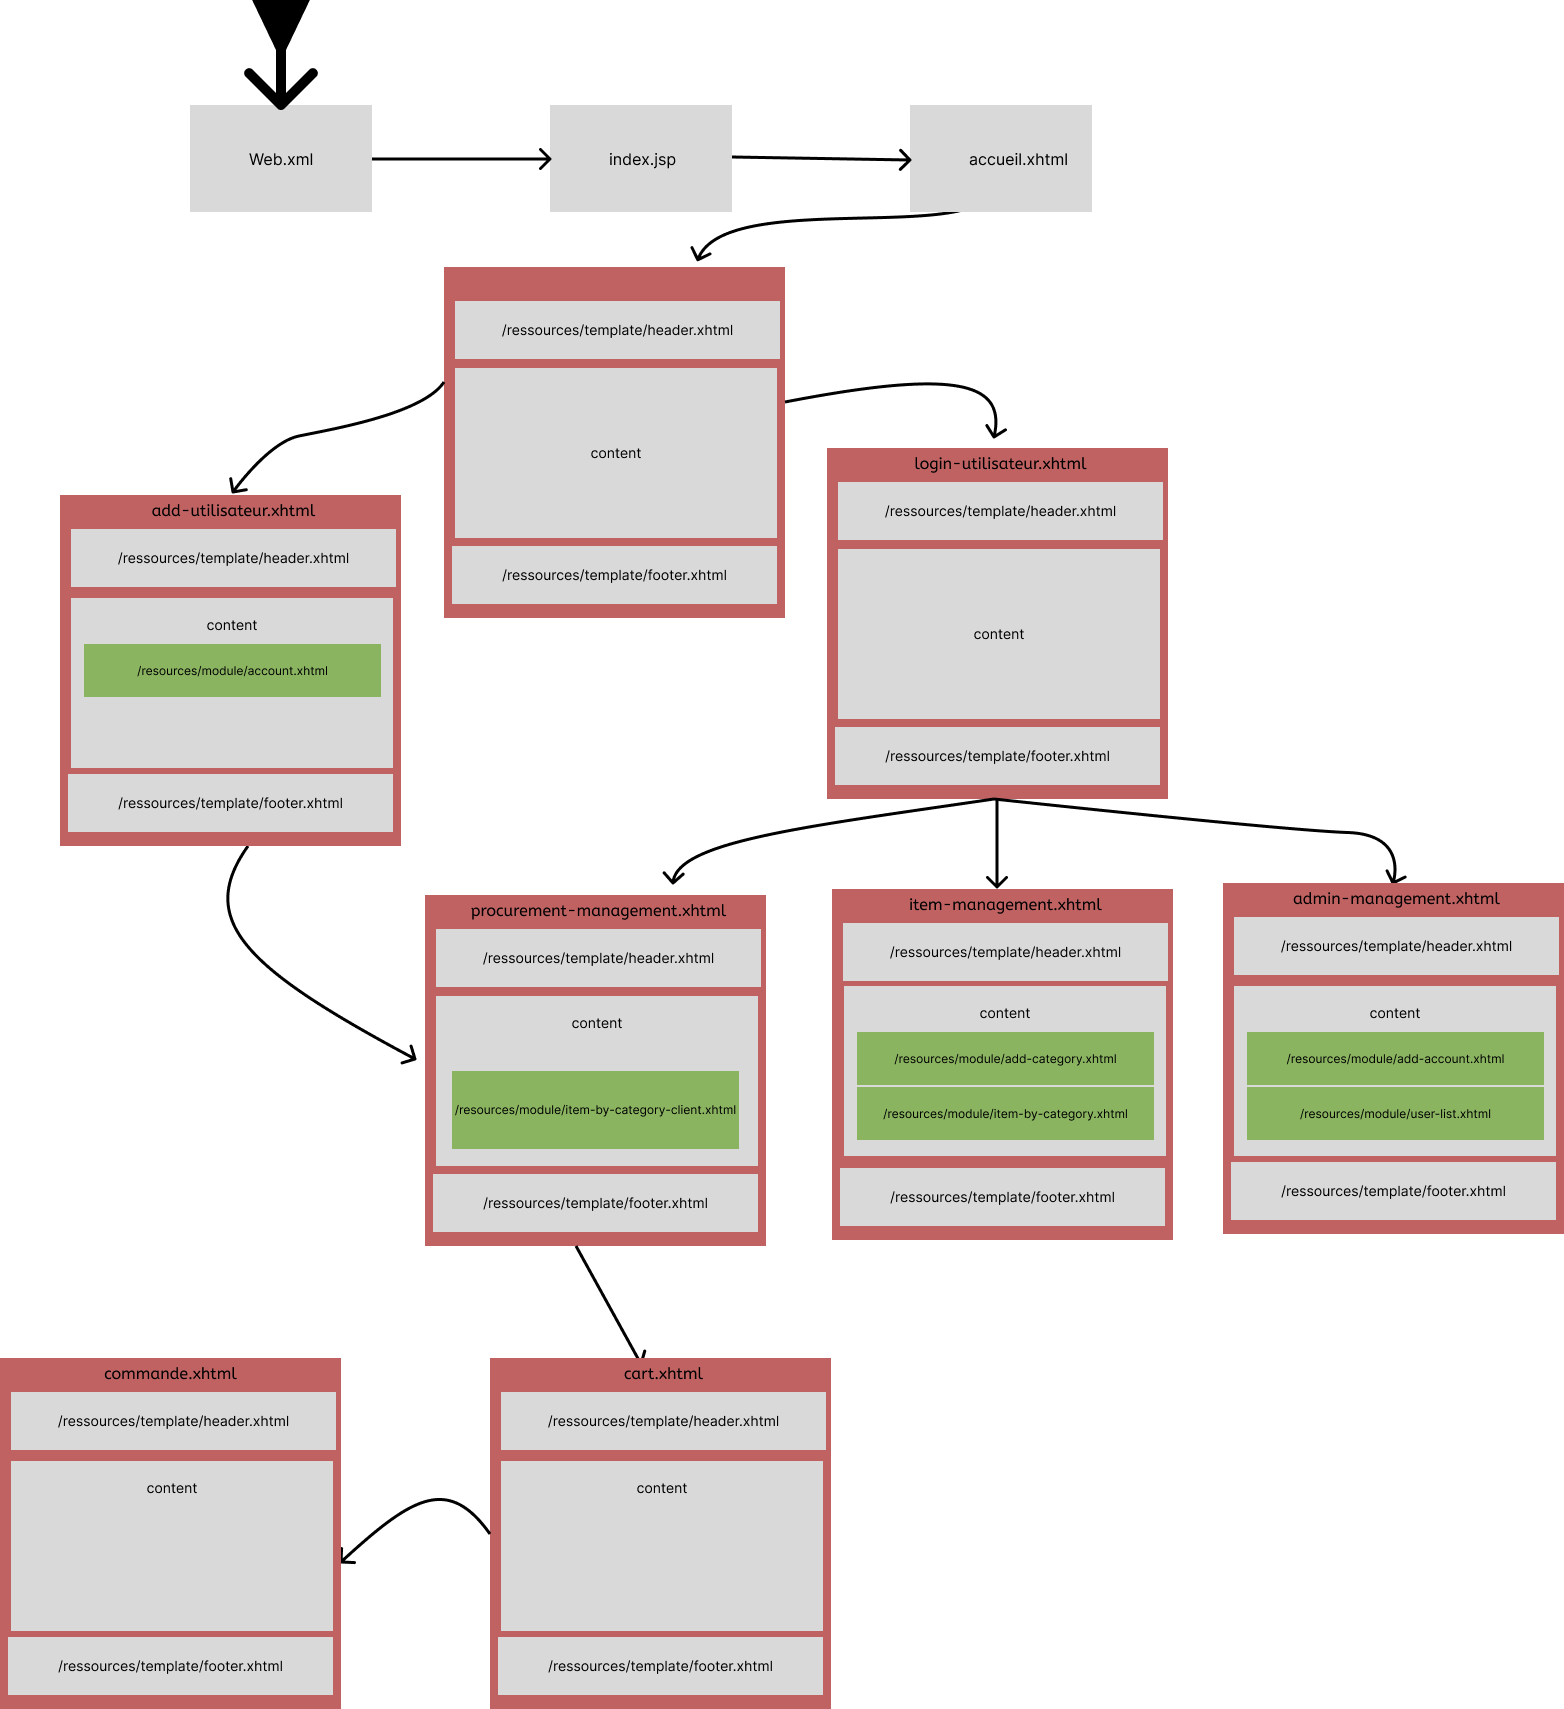 Web.xml
index.jsp
accueil.xhtml
/ressources/template/header.xhtml
content
/ressources/template/footer.xhtml
login-utilisateur.xhtml
/ressources/template/header.xhtml
content
/ressources/template/footer.xhtml
add-utilisateur.xhtml
/ressources/template/header.xhtml
content
/resources/module/account.xhtml
/ressources/template/footer.xhtml
procurement-management.xhtml
/ressources/template/header.xhtml
content
/resources/module/item-by-category-client.xhtml
/ressources/template/footer.xhtml
item-management.xhtml
/ressources/template/header.xhtml
content
/resources/module/add-category.xhtml
/resources/module/item-by-category.xhtml
/ressources/template/footer.xhtml
admin-management.xhtml
/ressources/template/header.xhtml
content
/resources/module/add-account.xhtml
/resources/module/user-list.xhtml
/ressources/template/footer.xhtml
commande.xhtml
/ressources/template/header.xhtml
content
/ressources/template/footer.xhtml
cart.xhtml
/ressources/template/header.xhtml
content
/ressources/template/footer.xhtml